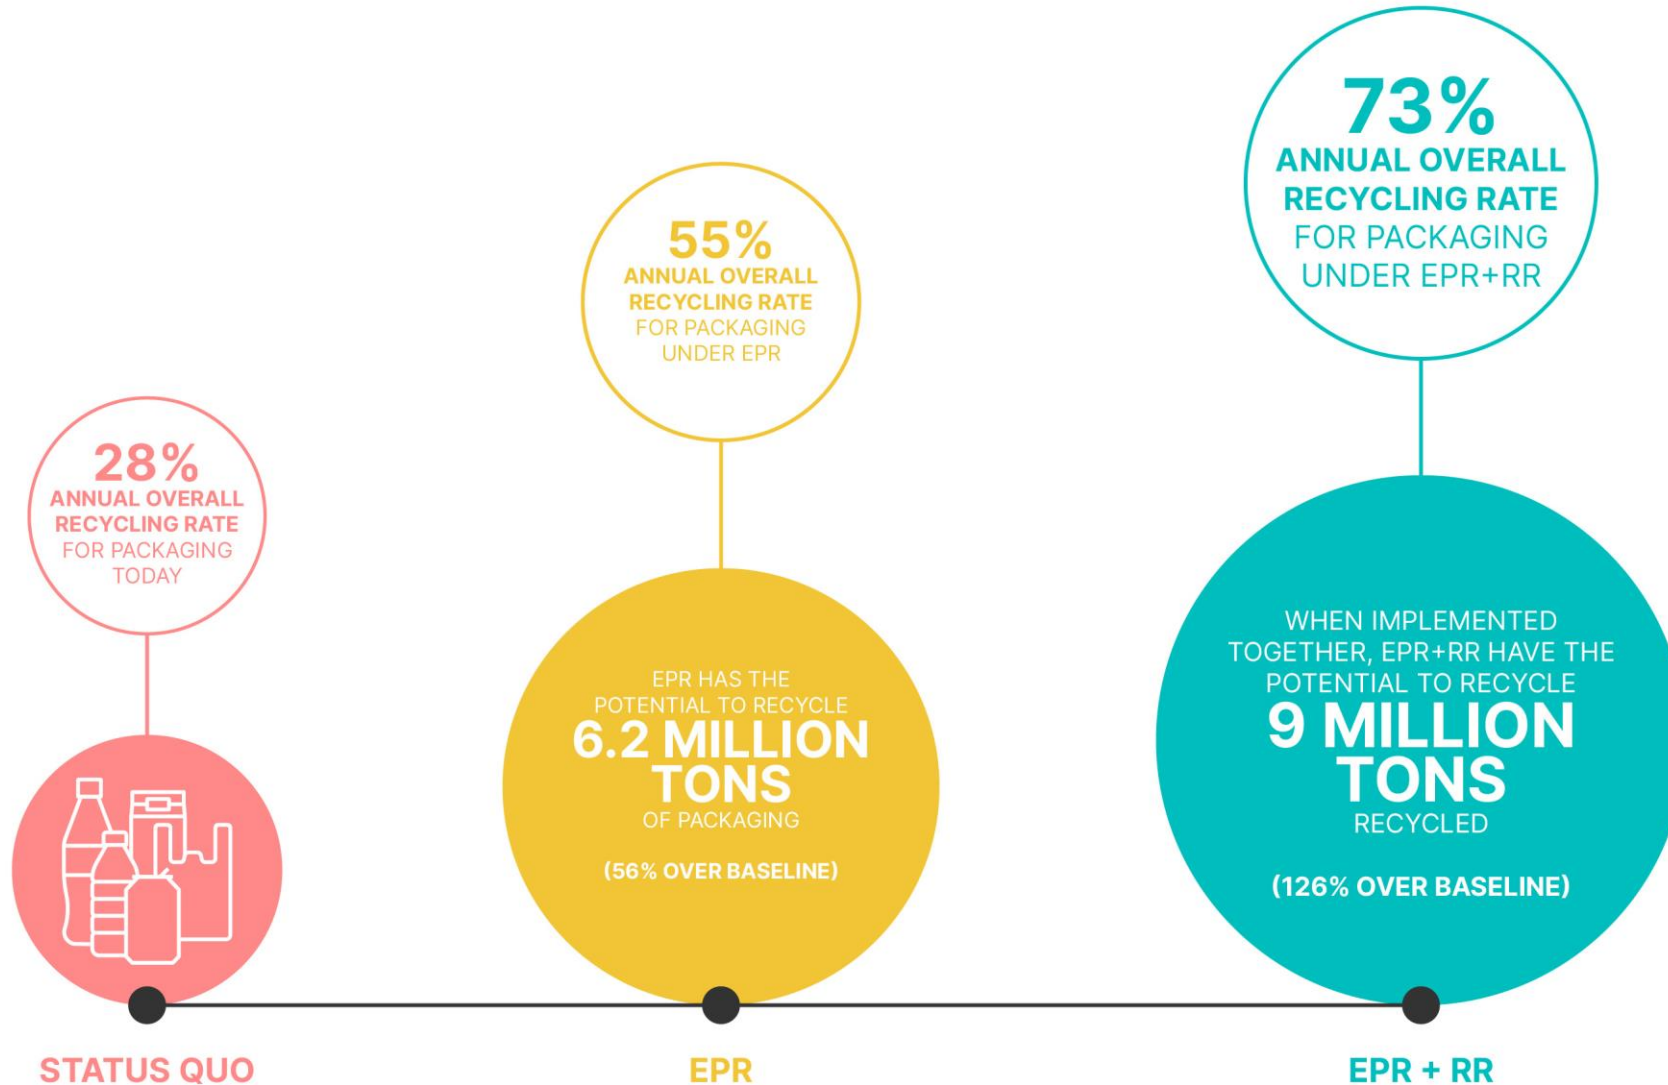 28%
ANNUAL OVERALL
RECYCLING RATE
FOR PACKAGING
TODAY
STATUS QUO
55%
ANNUAL OVERALL
RECYCLING RATE
FOR PACKAGING
UNDER EPR
EPR HAS THE
POTENTIAL TO RECYCLE
6.2 MILLION
TONS
OF PACKAGING
(56% OVER BASELINE)
EPR
73%
ANNUAL OVERALL
RECYCLING RATE
FOR PACKAGING
UNDER EPR+RR
WHEN IMPLEMENTED
TOGETHER, EPR+RR HAVE THE
POTENTIAL TO RECYCLE
9 MILLION
TONS
RECYCLED
(126% OVER BASELINE)
EPR + RR